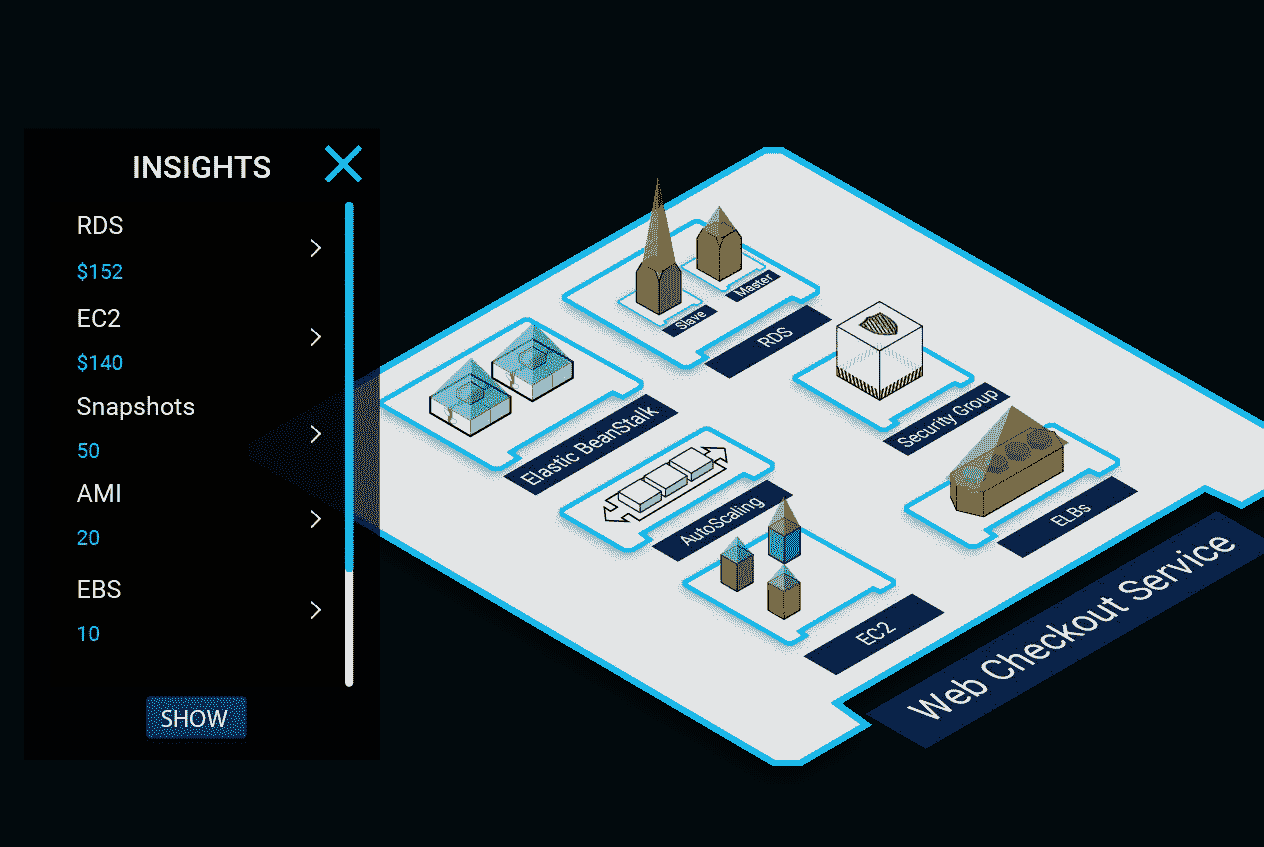 INSIGHTS
RDS
$152
EC2
$140
Snapshots
50
AMI
20
EBS
10
SHOW
Master
Slave
RDS
Elastic BeanStalk
Security Group
AutoScaling
ELBs
EC2
Web Checkout Service